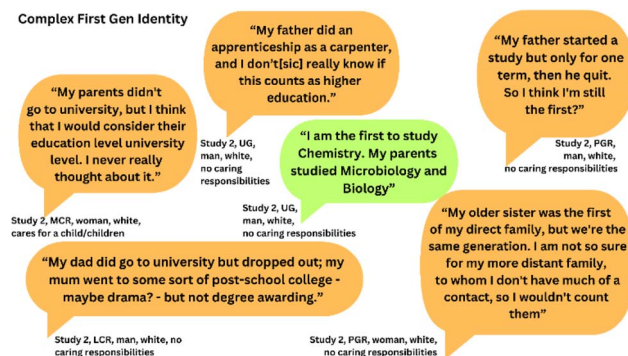 Complex First Gen Identity
“My father did an
apprenticeship as a carpenter,
and I don’t[sic] really know if
this counts as higher
education.”
Study 2, UG,
man, white,
no caring
responsibilities
“My father started a
study but only for one
term, then he quit.
So I think I'm still
the first?”
Study 2, PGR,
man, white,
no caring responsibilities
“My parents didn't
go to university, but I think
that I would consider their
education level university
level. I never really
thought about it.”
Study 2, MCR, woman, white,
cares for a child/children
“I am the first to study
Chemistry. My parents
studied Microbiology and
Biology”
Study 2, UG,
man, white,
no caring responsibilities
“My older sister was the first
of my direct family, but we're the
same generation. I am not so sure
for my more distant family,
to whom I don't have much of a
contact, so I wouldn't count
them”
Study 2, PGR, woman, white,
no caring responsibilities
“My dad did go to university but dropped out; my
mum went to some sort of post-school college -
maybe drama? - but not degree awarding.”
Study 2, LCR, man, white, no
caring responsibilities